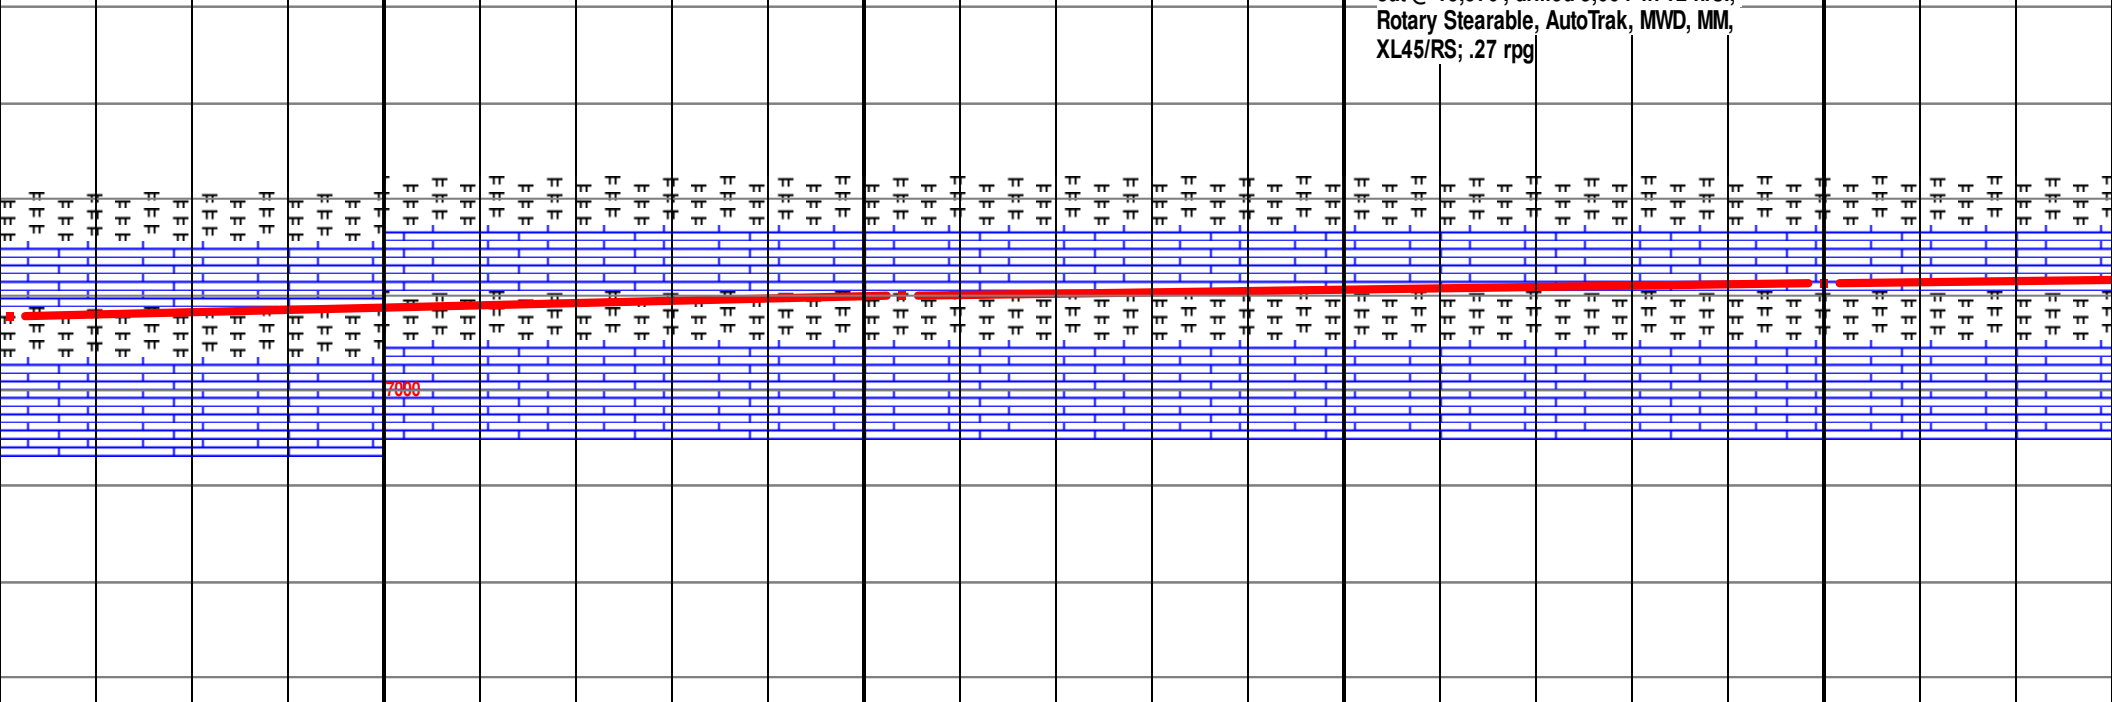 Rotary Stearable, AutoTrak, MWD, MM,
XL45/RS; .27 rpg
7000